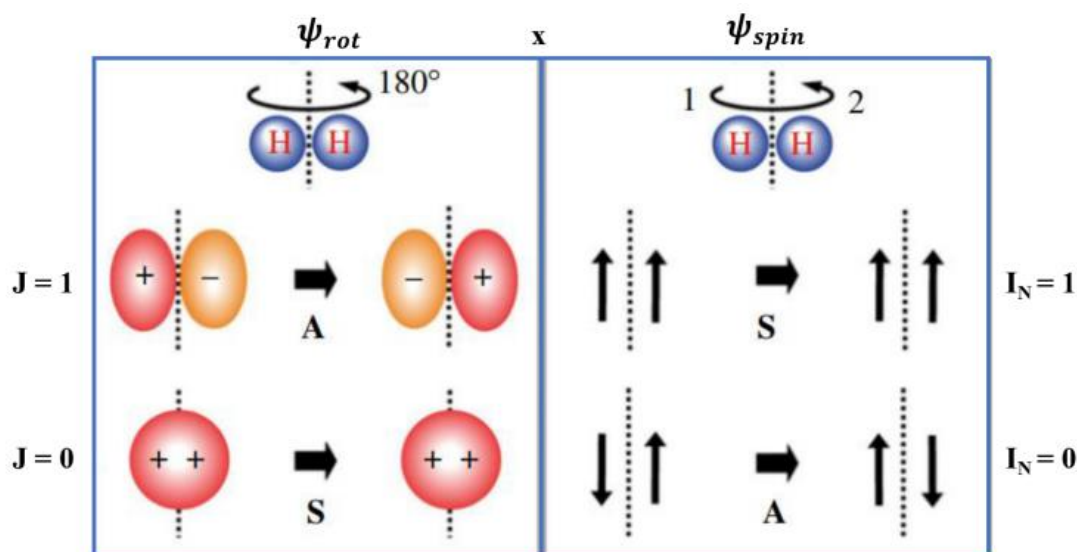 ψ_rot x ψ_spin
180°
H H
1 2
H H
J = 1
+ −
− +
A
S
I_N = 1
J = 0
+ +
+ +
S
A
I_N = 0